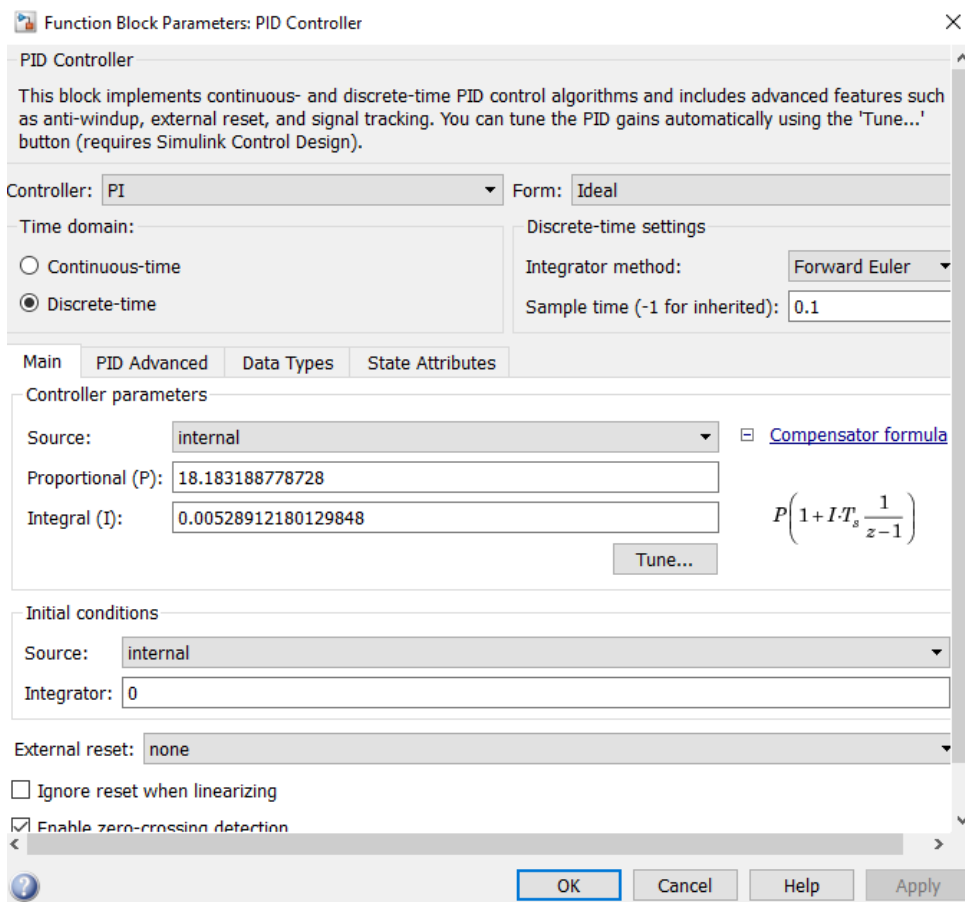 Function Block Parameters: PID Controller
PID Controller
This block implements continuous- and discrete-time PID control algorithms and includes advanced features such
as anti-windup, external reset, and signal tracking. You can tune the PID gains automatically using the 'Tune...'
button (requires Simulink Control Design).
Controller: PI Form: Ideal
Time domain: Discrete-time settings
Continuous-time Integrator method: Forward Euler
Discrete-time Sample time (-1 for inherited): 0.1
Main PID Advanced Data Types State Attributes
Controller parameters
Source: internal Compensator formula
Proportional (P): 18.183188778728
Integral (I): 0.00528912180129848
P(1+I·Ts 1/(z−1))
Tune...
Initial conditions
Source: internal
Integrator: 0
External reset: none
Ignore reset when linearizing
Enable zero-crossing detection
OK Cancel Help Apply